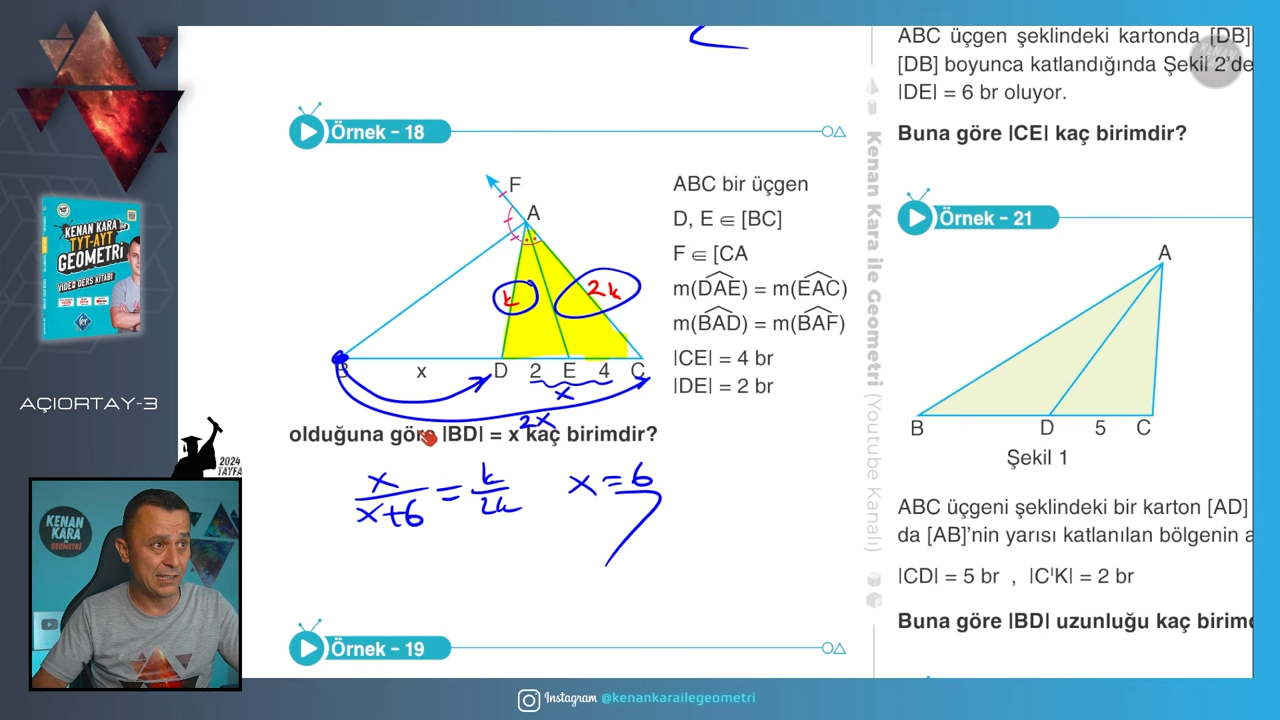 ABC üçgen şeklindeki kartonda [DB]
[DB] boyunca katlandığında Şekil 2'de
|DE| = 6 br oluyor.
Buna göre |CE| kaç birimdir?
Örnek - 18
F
A
k
2k
B
x
D
2
E
4
C
x
2x
ABC bir üçgen
D, E ∈ [BC]
F ∈ [CA
m(DAE) = m(EAC)
m(BAD) = m(BAF)
|CE| = 4 br
|DE| = 2 br
olduğuna göre |BD| = x kaç birimdir?
x/x+6 = k/2k
x = 6
Örnek - 19
Kenan Kara ile Geometri (Youtube Kanalı)
Örnek - 21
A
B
D
5
C
Şekil 1
ABC üçgeni şeklindeki bir karton [AD]
da [AB]'nin yarısı katlanılan bölgenin a
|CD| = 5 br , |C'K| = 2 br
Buna göre |BD| uzunluğu kaç birimd
KENAN KARA ile
TYT-AYT
GEOMETRİ
VİDEO DERS KİTABI
AÇIORTAY-3
2024
TAYFA
KENAN
KARA
ile GEOMETRİ
Instagram @kenankarailegeometri